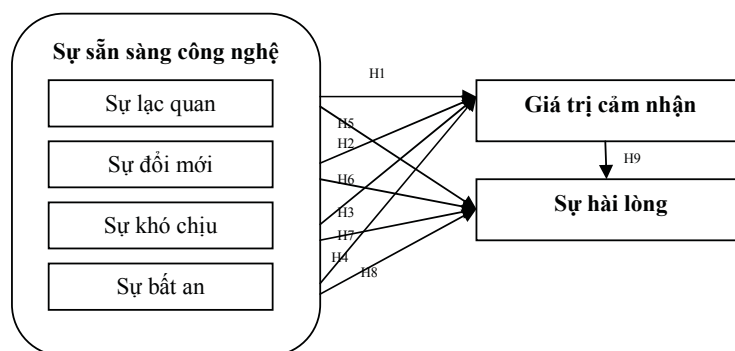 Sự sẵn sàng công nghệ
Sự lạc quan
Sự đổi mới
Sự khó chịu
Sự bất an
H1
H5
H2
H6
H3
H7
H4
H8
Giá trị cảm nhận
H9
Sự hài lòng